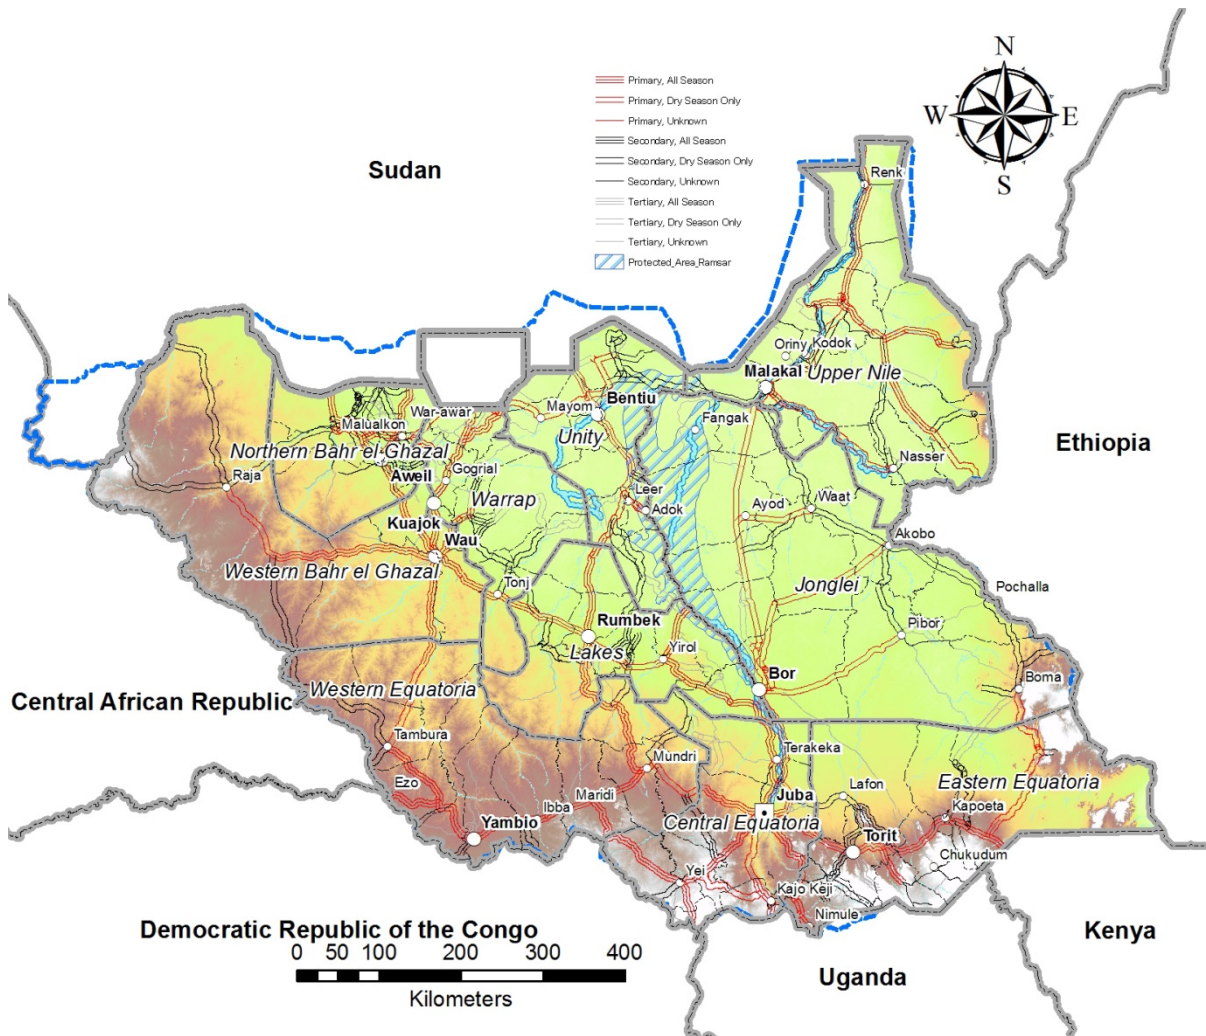 N
W
E
S
Primary, All Season
Primary, Dry Season Only
Primary, Unknown
Secondary, All Season
Secondary, Dry Season Only
Secondary, Unknown
Tertiary, All Season
Tertiary, Dry Season Only
Tertiary, Unknown
Protected_Area_Ramsar
Sudan
Renk
Oriny
Kodok
Malakal
Upper Nile
Bentiu
Mayom
War-awar
Fangak
Malualkon
Unity
Ethiopia
Northern Bahr el Ghazal
Nasser
Raja
Aweil
Gogrial
Warrap
Leer
Adok
Ayod
Waat
Kuajok
Wau
Akobo
Western Bahr el Ghazal
Tonj
Jonglei
Pochalla
Rumbek
Pibor
Lakes
Yirol
Bor
Boma
Western Equatoria
Central African Republic
Tambura
Terakeka
Mundri
Ezo
Ibba
Maridi
Juba
Lafon
Eastern Equatoria
Kapoeta
Central Equatoria
Yambio
Torit
Chukudum
Yei
Kajo Keji
Nimule
Democratic Republic of the Congo
Kenya
0 50 100 200 300 400
Kilometers
Uganda